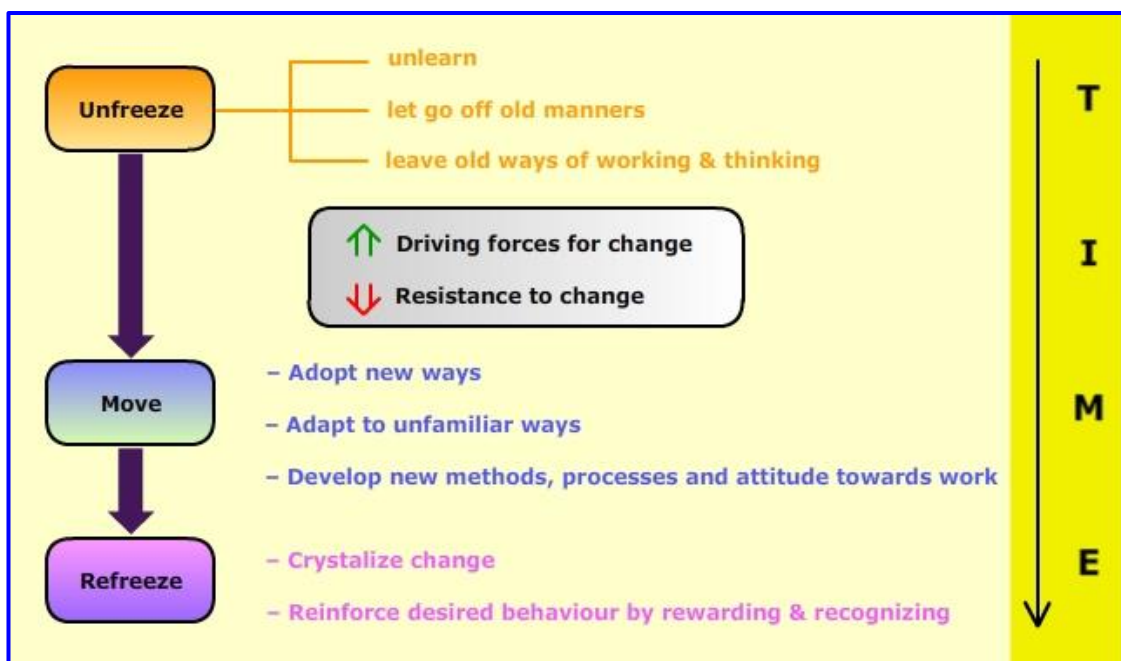 Unfreeze
unlearn
let go off old manners
leave old ways of working & thinking
Driving forces for change
Resistance to change
Move
– Adopt new ways
– Adapt to unfamiliar ways
– Develop new methods, processes and attitude towards work
Refreeze
– Crystalize change
– Reinforce desired behaviour by rewarding & recognizing
T
I
M
E